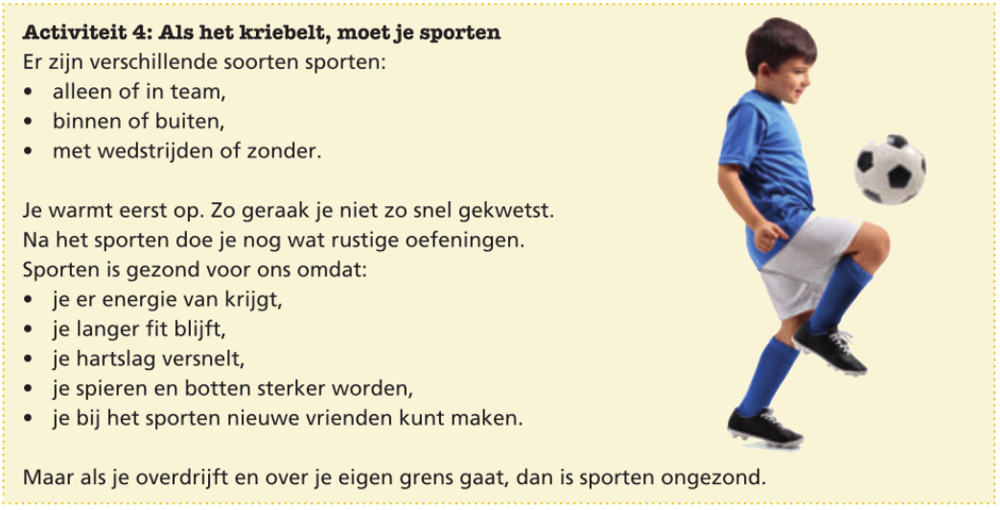 Activiteit 4: Als het kriebelt, moet je sporten
Er zijn verschillende soorten sporten:
• alleen of in team,
• binnen of buiten,
• met wedstrijden of zonder.
Je warmt eerst op. Zo geraak je niet zo snel gekwetst.
Na het sporten doe je nog wat rustige oefeningen.
Sporten is gezond voor ons omdat:
• je er energie van krijgt,
• je langer fit blijft,
• je hartslag versnelt,
• je spieren en botten sterker worden,
• je bij het sporten nieuwe vrienden kunt maken.
Maar als je overdrijft en over je eigen grens gaat, dan is sporten ongezond.